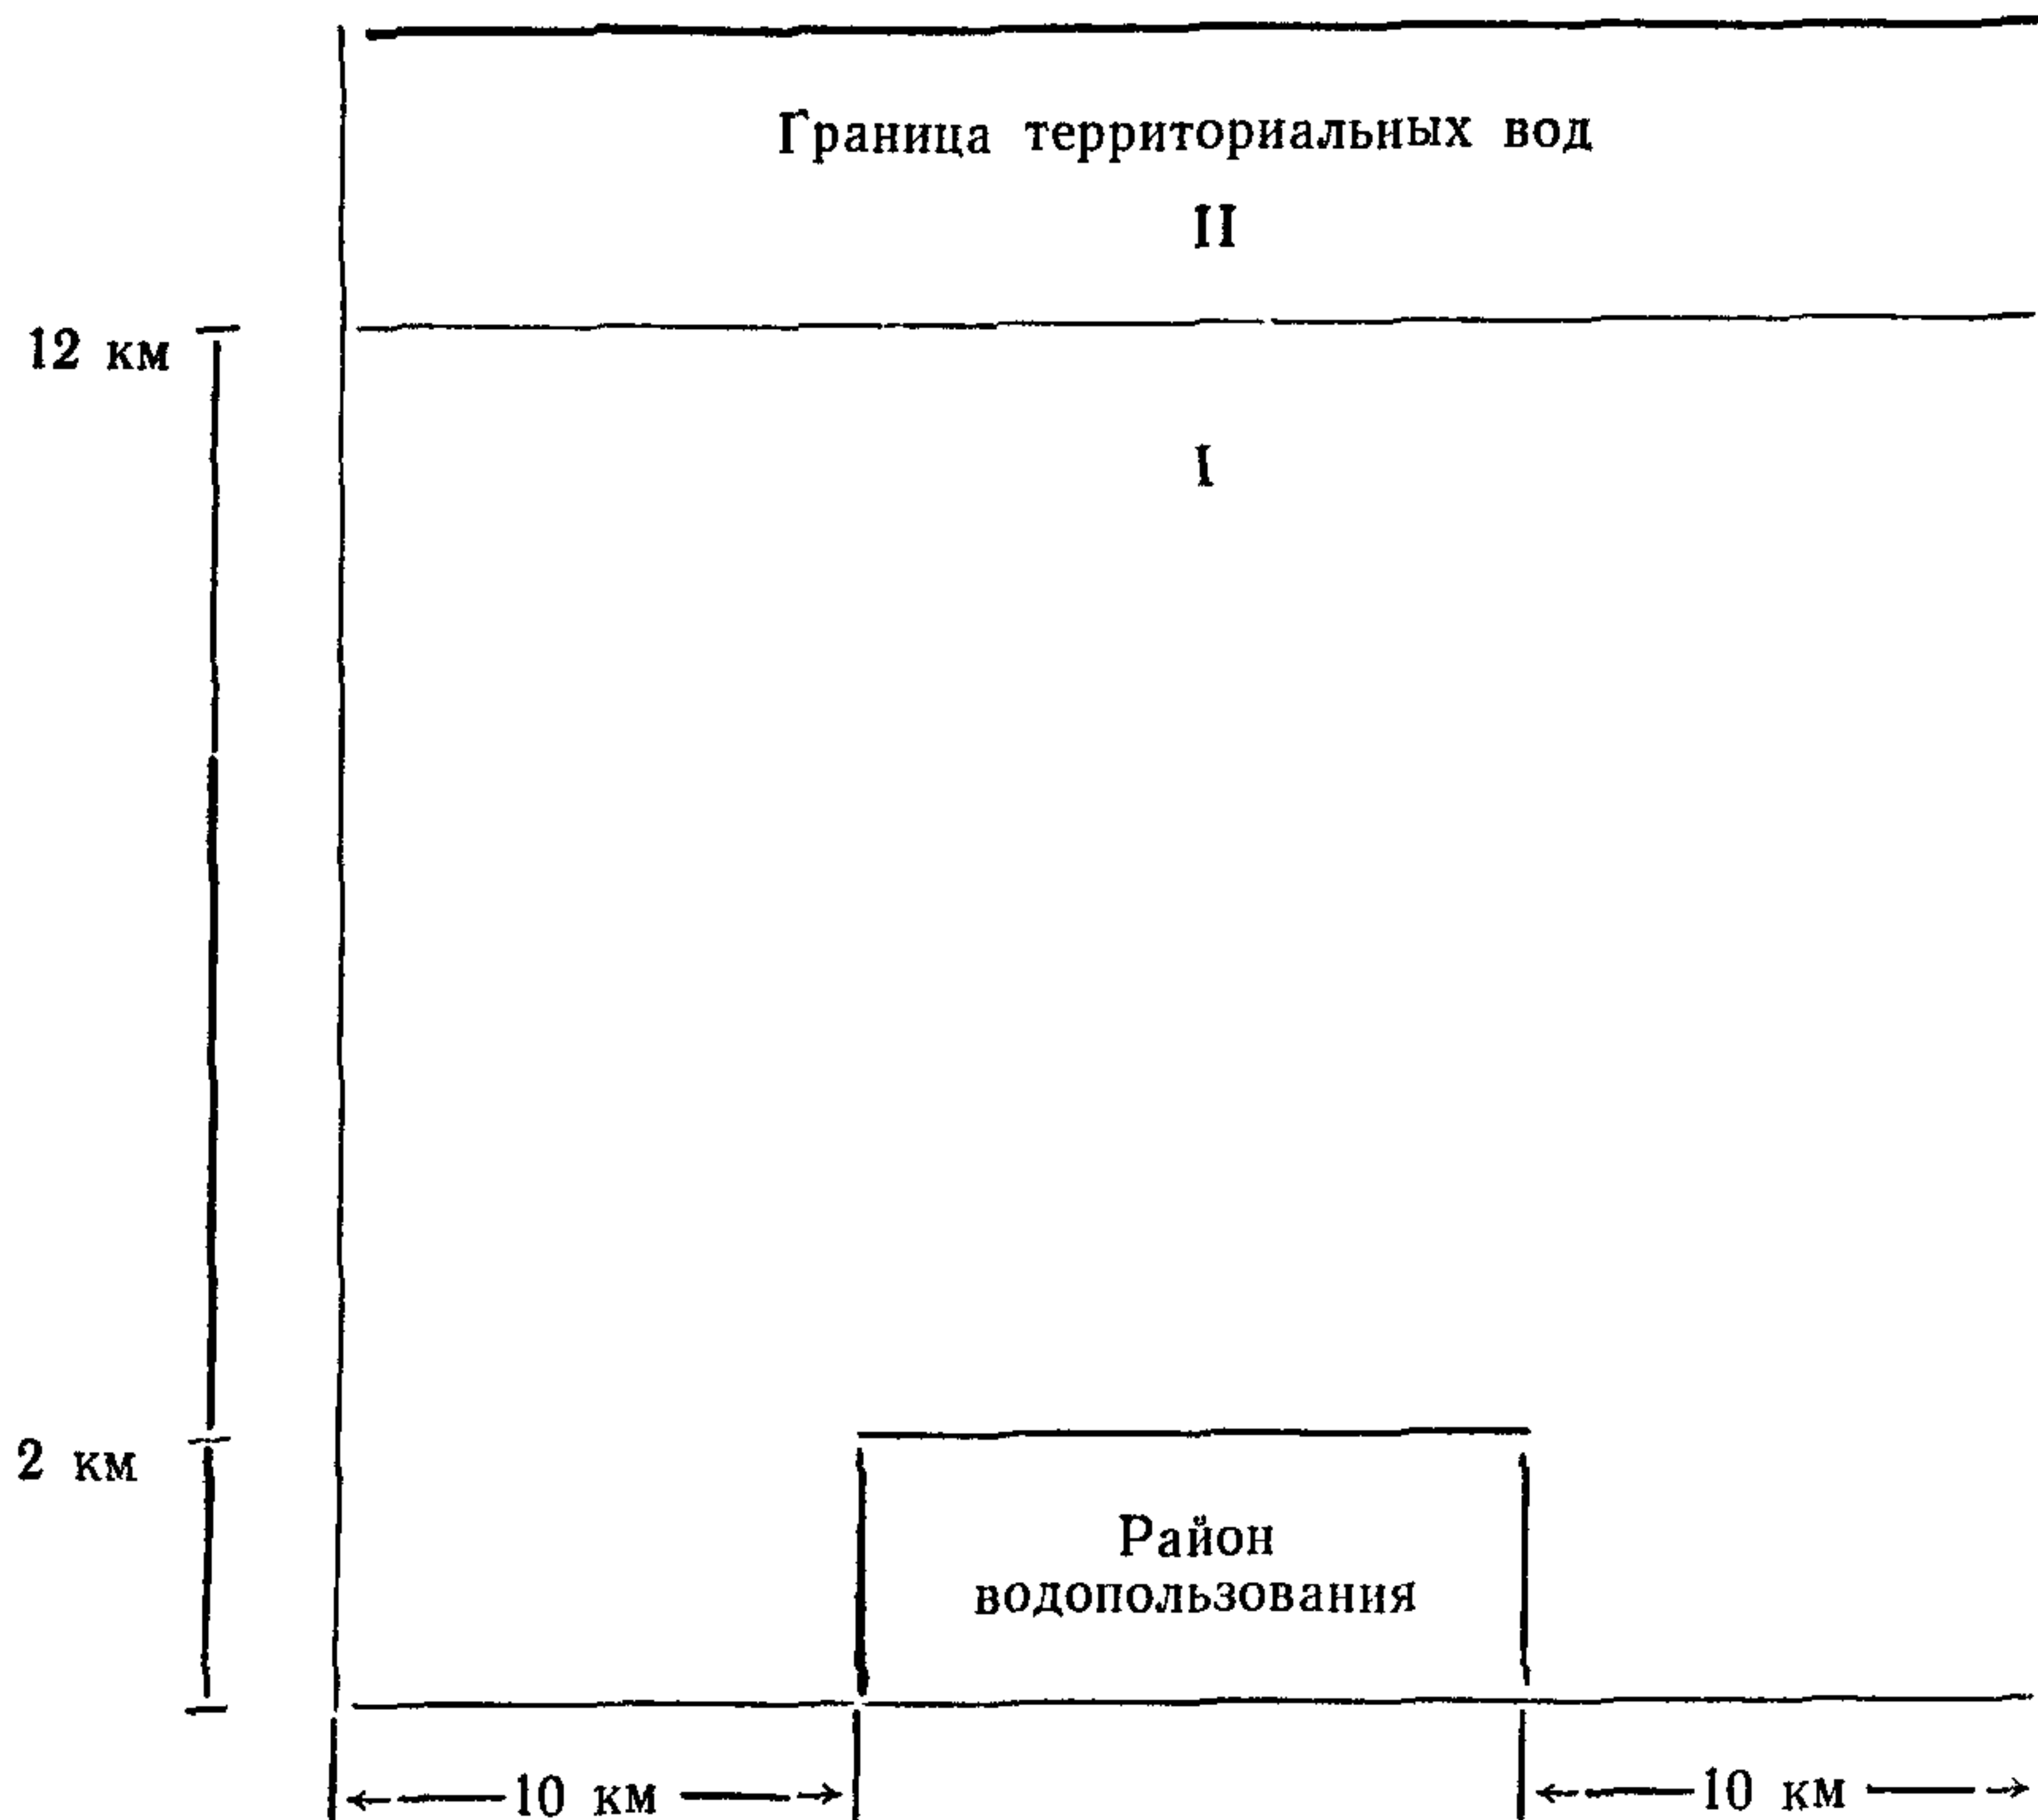 Граница территориальных вод
II
12 км
I
2 км
Район
водопользования
10 км
10 км